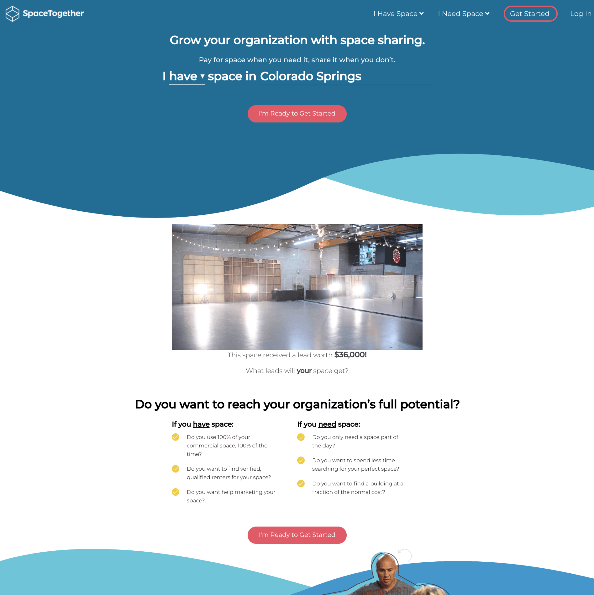 SpaceTogether
I Have Space
I Need Space
Get Started
Log In
Grow your organization with space sharing.
Pay for space when you need it, share it when you don't.
I have ▾ space in Colorado Springs
I'm Ready to Get Started
This space received a lead worth $36,000!
What leads will your space get?
Do you want to reach your organization's full potential?
If you have space:
Do you use 100% of your
commercial space, 100% of the
time?
Do you want to find verified,
qualified renters for your space?
Do you want help marketing your
space?
If you need space:
Do you only need a space part of
the day?
Do you want to spend less time
searching for your perfect space?
Do you want to find a building at a
fraction of the normal cost?
I'm Ready to Get Started